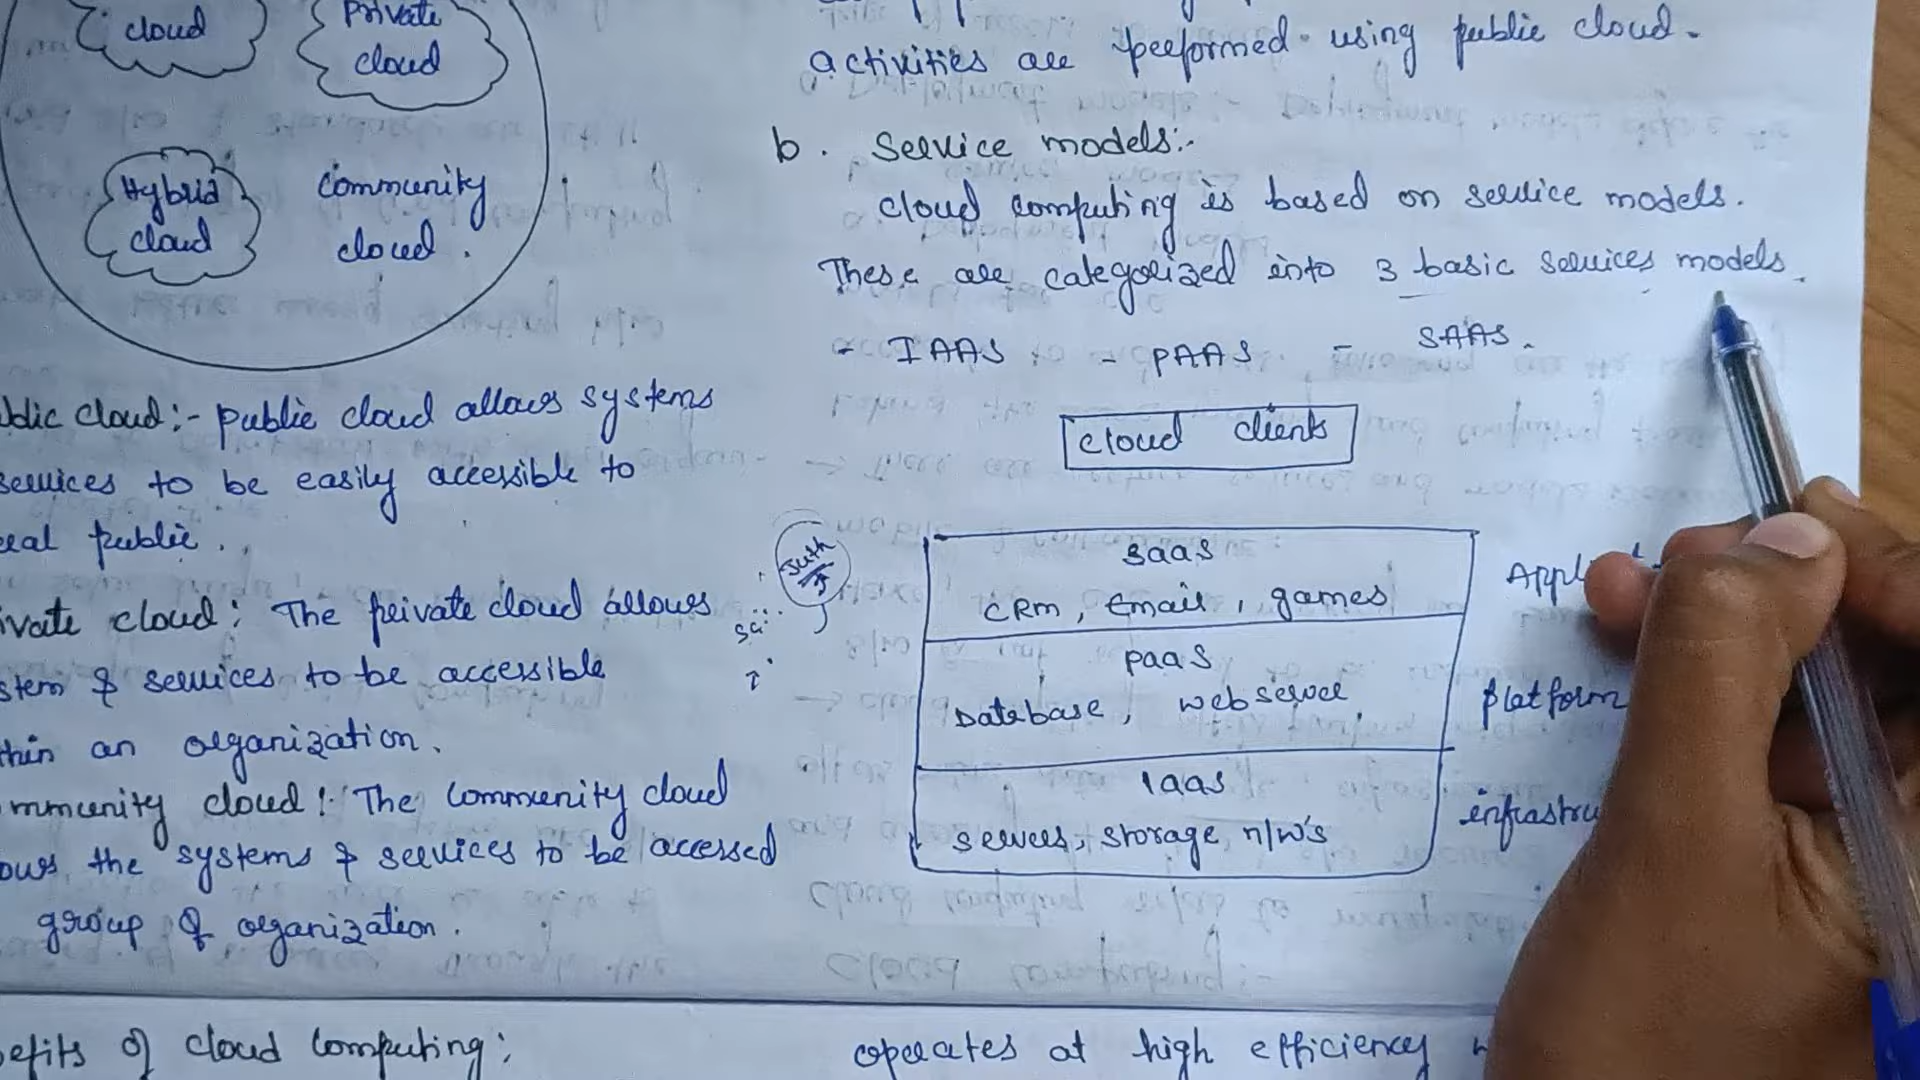 cloud
Private
cloud
Hybrid
cloud
community
cloud.
blic cloud:- public cloud allows systems
services to be easily accessible to
eral public.
ivate cloud: The private cloud allows
stem & services to be accessible
thin an organization.
mmunity cloud: The community cloud
ows the systems & services to be accessed
group of organization.
efits of cloud computing:
activities are performed using public cloud.
b. Service models:-
cloud computing is based on service models.
These are categorized into 3 basic services models.
- IAAS - PAAS - SAAS.
cloud clients
saas
CRM, Email, games
paas
Database, web server,
Platform
iaas
servers, storage, n/w's
infrastru
operates at high efficiency